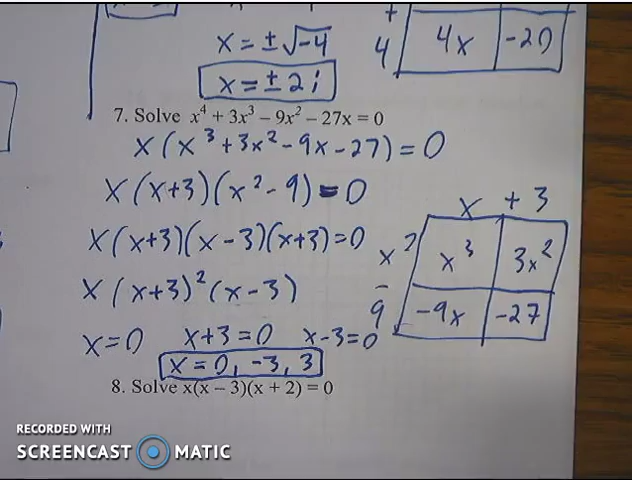 +
4 4x -20
x = ±√-4
x = ± 2i
7. Solve x⁴ + 3x³ – 9x² – 27x = 0
x(x³+3x²-9x-27)=0
x(x+3)(x²-9)=0
x(x+3)(x-3)(x+3)=0
x(x+3)²(x-3)
x=0 x+3=0 x-3=0
x=0, -3, 3
x +3
x² x³ 3x²
-9 -9x -27
8. Solve x(x – 3)(x + 2) = 0
RECORDED WITH
SCREENCAST MATIC